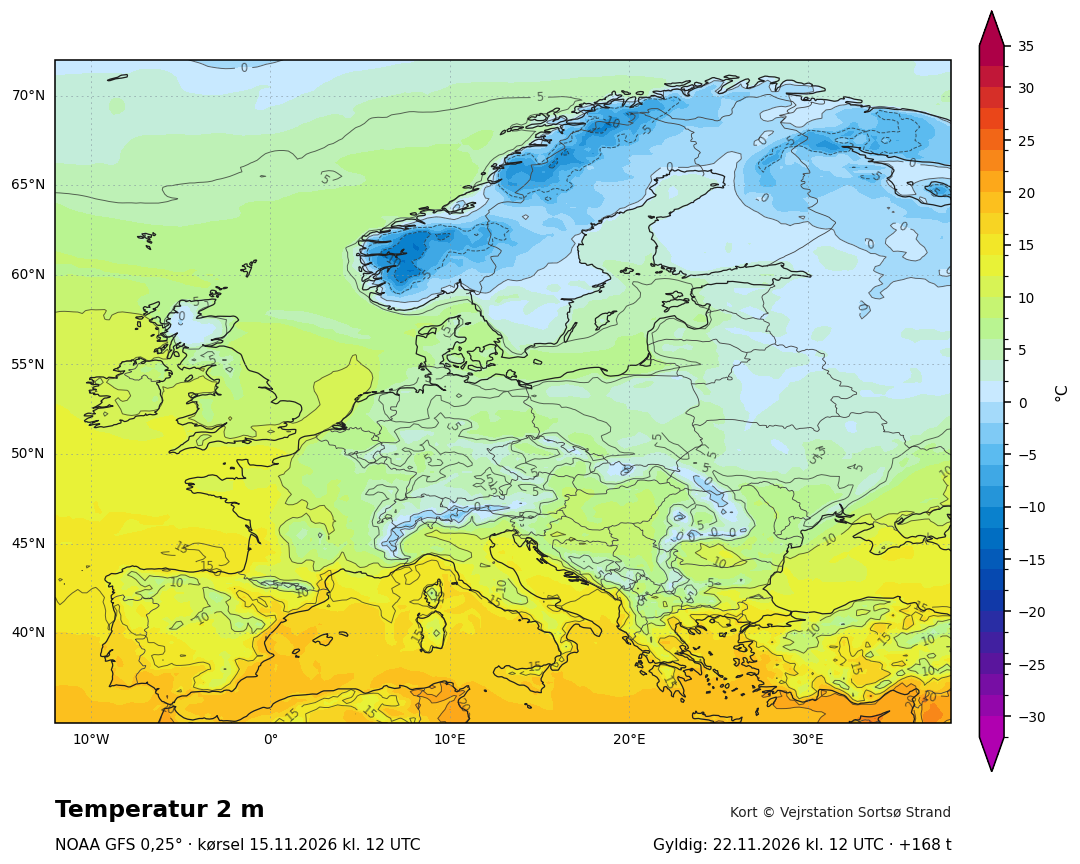 70°N
65°N
60°N
55°N
50°N
45°N
40°N
10°W
0°
10°E
20°E
30°E
35
30
25
20
15
10
5
0
−5
−10
−15
−20
−25
−30
°C
Temperatur 2 m
Kort © Vejrstation Sortsø Strand
NOAA GFS 0,25° · kørsel 15.11.2026 kl. 12 UTC
Gyldig: 22.11.2026 kl. 12 UTC · +168 t